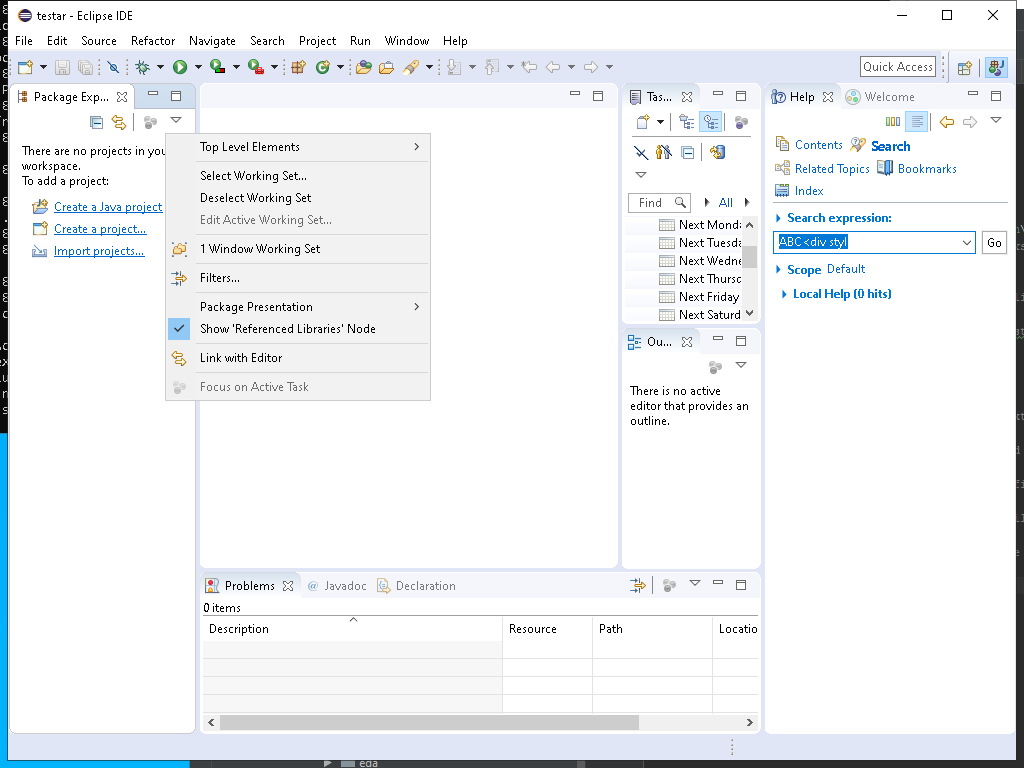 testar - Eclipse IDE
File Edit Source Refactor Navigate Search Project Run Window Help
Quick Access
Package Exp...
There are no projects in you
workspace.
To add a project:
Create a Java project
Create a project...
Import projects...
Top Level Elements
Select Working Set...
Deselect Working Set
Edit Active Working Set...
1 Window Working Set
Filters...
Package Presentation
Show 'Referenced Libraries' Node
Link with Editor
Focus on Active Task
Tas...
Find All
Next Monda
Next Tuesda
Next Wedne
Next Thursd
Next Friday
Next Saturd
Ou...
There is no active
editor that provides an
outline.
Help Welcome
Contents Search
Related Topics Bookmarks
Index
Search expression:
ABC<div styl Go
Scope Default
Local Help (0 hits)
Problems @ Javadoc Declaration
0 items
Description Resource Path Locatio
eda